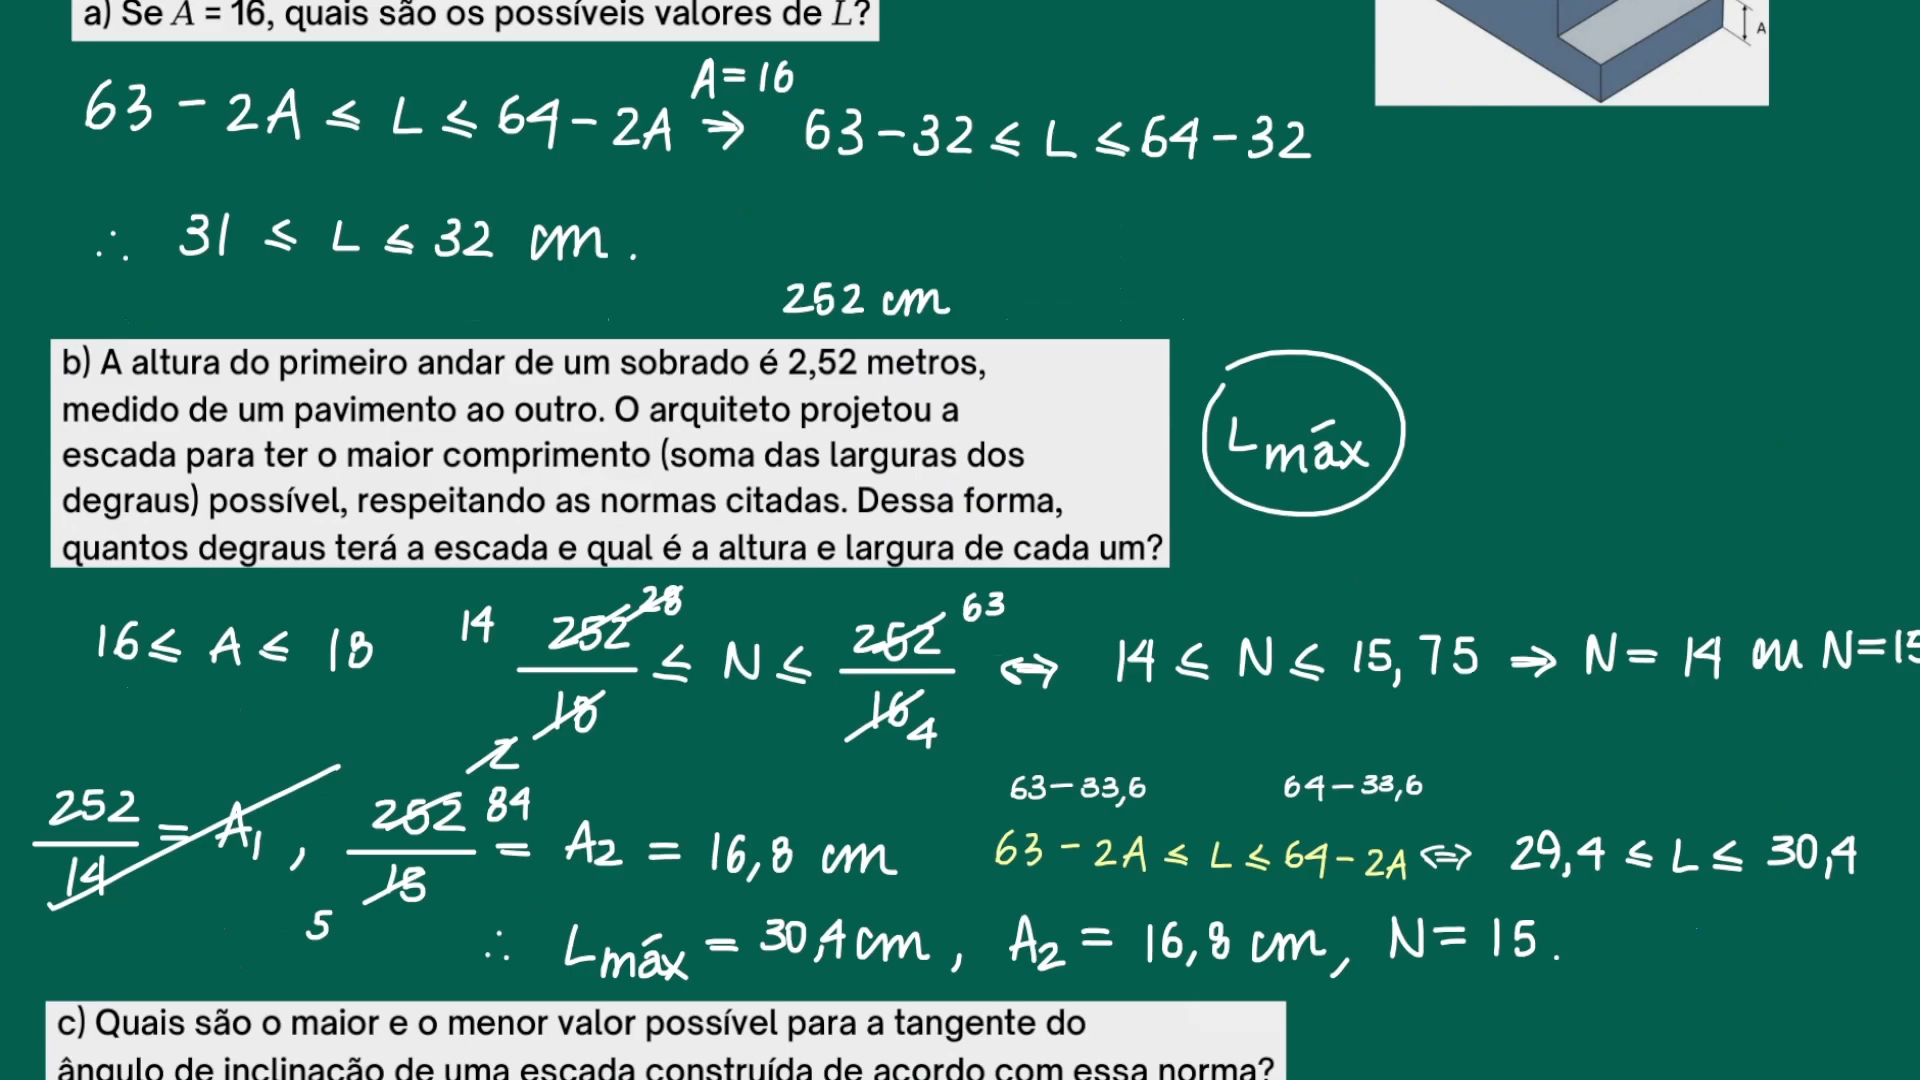 a) Se A = 16, quais são os possíveis valores de L?
A
A = 16
63 - 2A ⩽ L ⩽ 64 - 2A ⇒ 63 - 32 ⩽ L ⩽ 64 - 32
∴ 31 ⩽ L ⩽ 32 cm.
252 cm
b) A altura do primeiro andar de um sobrado é 2,52 metros,
medido de um pavimento ao outro. O arquiteto projetou a
escada para ter o maior comprimento (soma das larguras dos
degraus) possível, respeitando as normas citadas. Dessa forma,
quantos degraus terá a escada e qual é a altura e largura de cada um?
L máx
16 ⩽ A ⩽ 18 14 252/18 28 2 ⩽ N ⩽ 252/16 63 4 ⇔ 14 ⩽ N ⩽ 15,75 ⇒ N = 14 ou N = 15
63 - 33,6 64 - 33,6
252/14 = A1, 252/15 84 5 = A2 = 16,8 cm 63 - 2A ⩽ L ⩽ 64 - 2A ⇔ 29,4 ⩽ L ⩽ 30,4
∴ L máx = 30,4 cm, A2 = 16,8 cm, N = 15.
c) Quais são o maior e o menor valor possível para a tangente do
ângulo de inclinação de uma escada construída de acordo com essa norma?